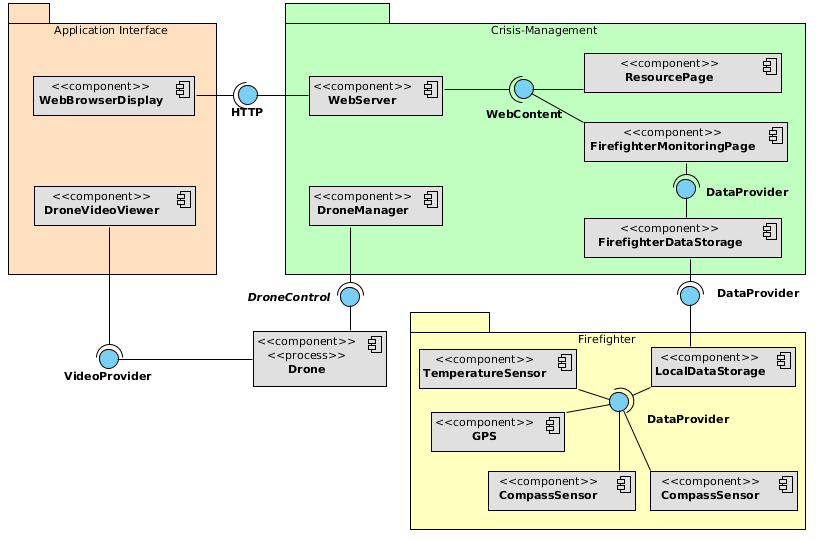 Application Interface
<<component>>
WebBrowserDisplay
<<component>>
DroneVideoViewer
HTTP
Crisis-Management
<<component>>
WebServer
WebContent
<<component>>
ResourcePage
<<component>>
FirefighterMonitoringPage
DataProvider
<<component>>
DroneManager
<<component>>
FirefighterDataStorage
DroneControl
DataProvider
VideoProvider
<<component>>
<<process>>
Drone
Firefighter
<<component>>
TemperatureSensor
<<component>>
LocalDataStorage
<<component>>
GPS
DataProvider
<<component>>
CompassSensor
<<component>>
CompassSensor